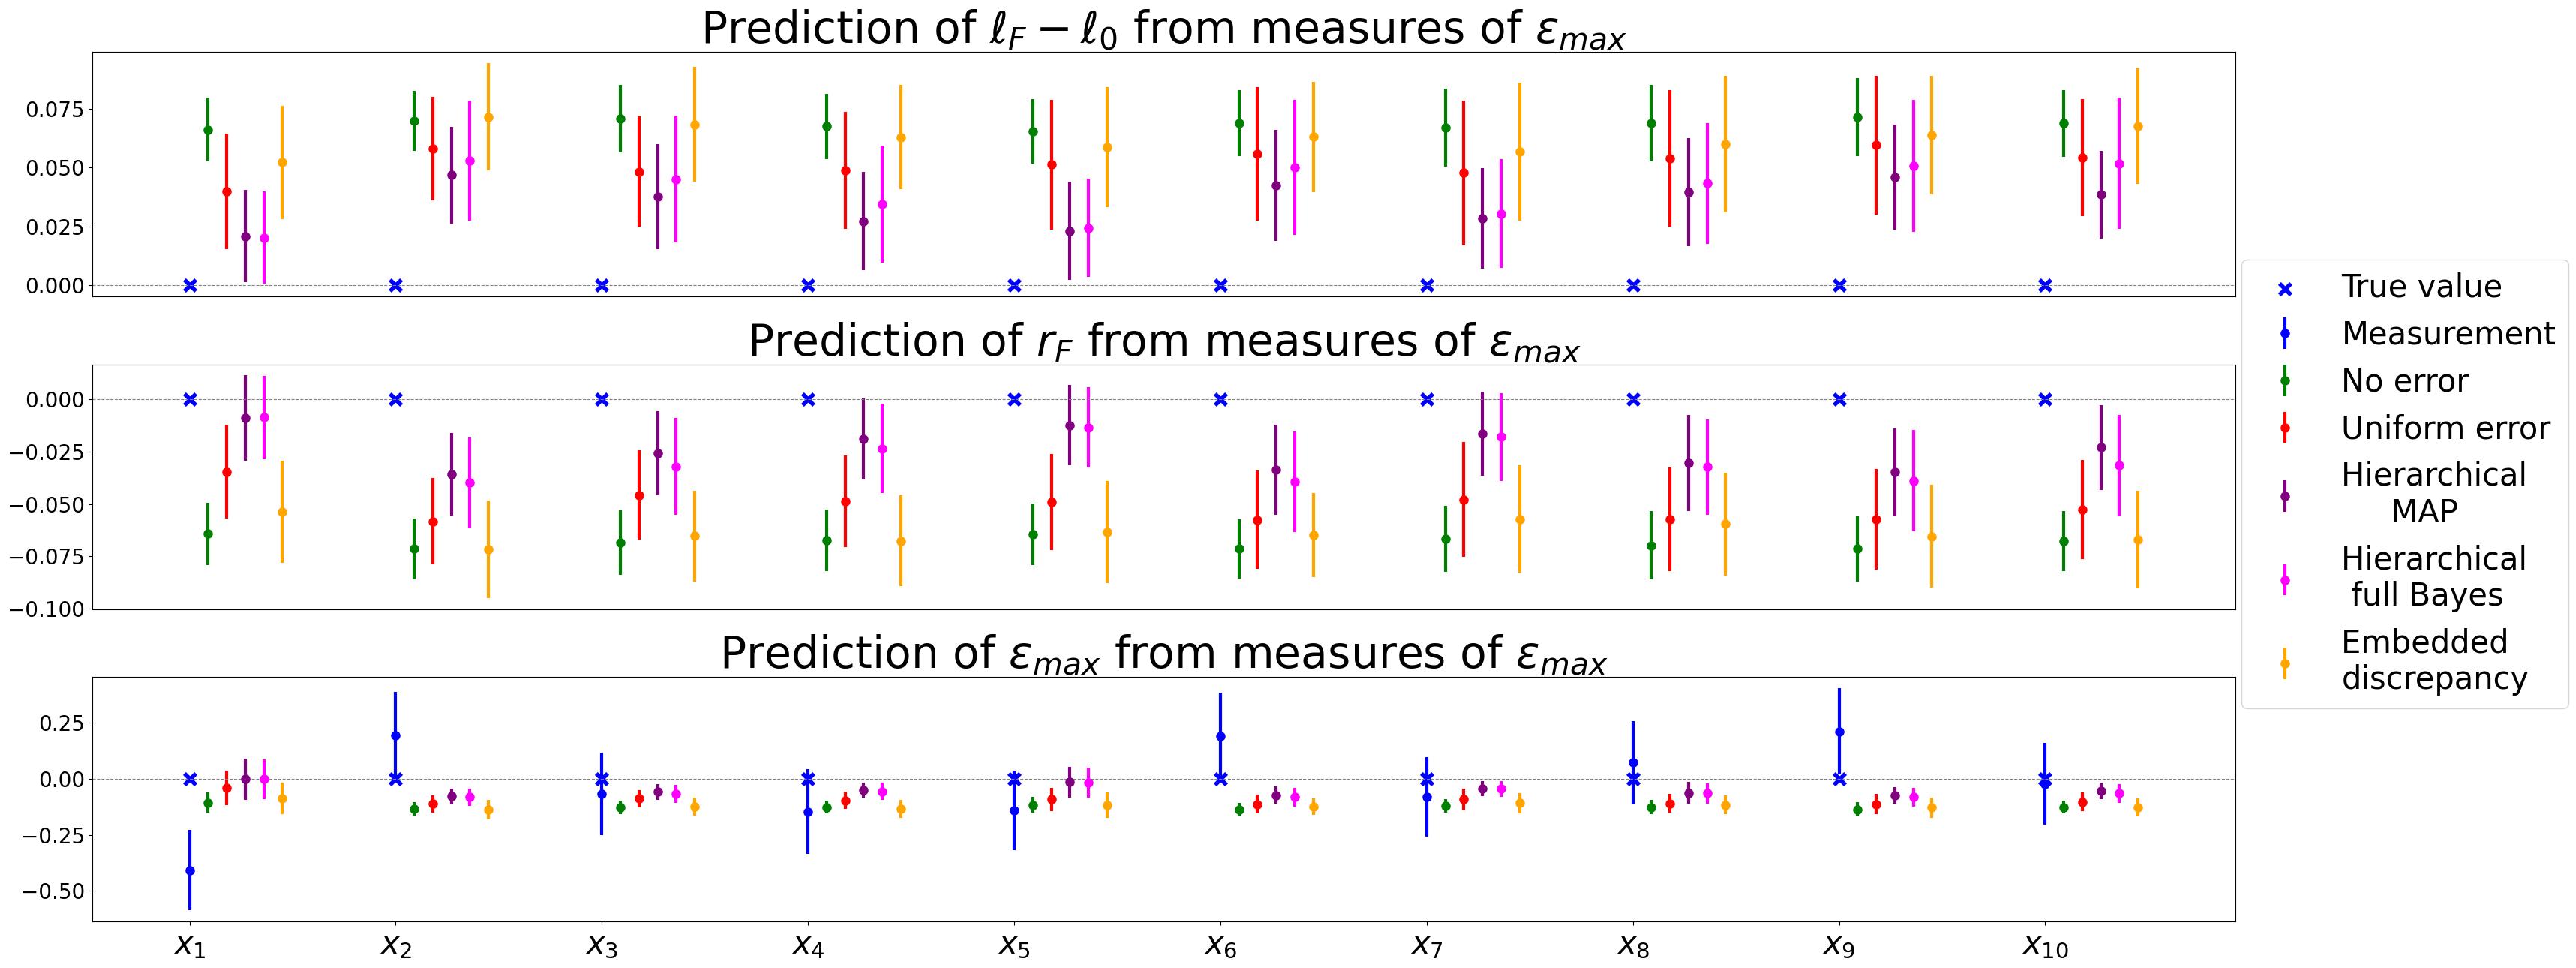 Prediction of ℓ_F − ℓ_0 from measures of ε_max
0.075
0.050
0.025
0.000
Prediction of r_F from measures of ε_max
0.000
−0.025
−0.050
−0.075
−0.100
Prediction of ε_max from measures of ε_max
0.25
0.00
−0.25
−0.50
x_1 x_2 x_3 x_4 x_5 x_6 x_7 x_8 x_9 x_10
True value
Measurement
No error
Uniform error
Hierarchical
MAP
Hierarchical
full Bayes
Embedded
discrepancy